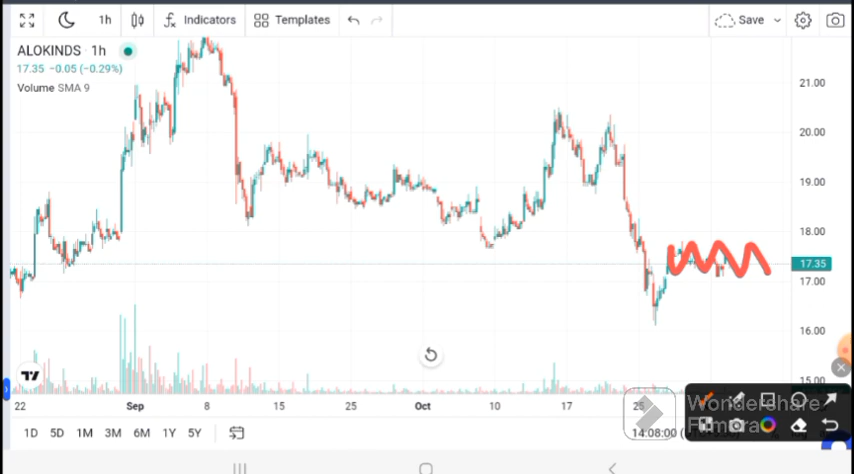 1h Indicators Templates Save
ALOKINDS · 1h
17.35 −0.05 (−0.29%)
Volume SMA 9
21.00
20.00
19.00
18.00
17.35
17.00
16.00
15.00
22 Sep 8 15 25 Oct 10 17 25
Wondershare
Filmora
1D 5D 1M 3M 6M 1Y 5Y
14:08:00